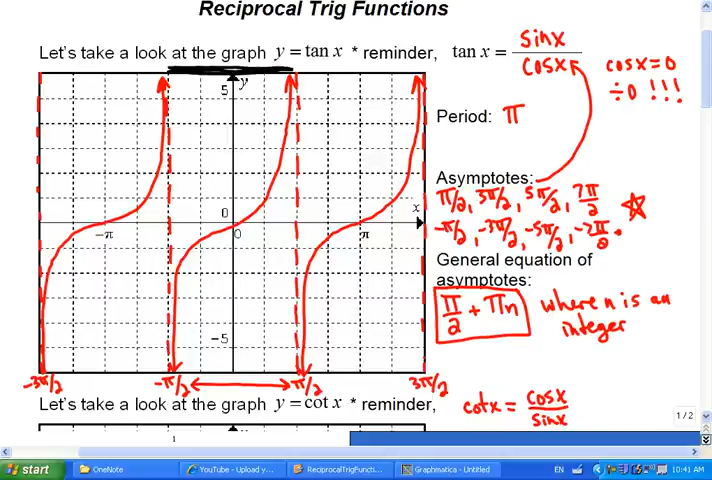 Reciprocal Trig Functions
Let's take a look at the graph y = tan x * reminder, tan x = sinx/cosx
cosx=0
÷0 !!!
Period: π
Asymptotes:
π/2, 3π/2, 5π/2, 7π/2
-π/2, -3π/2, -5π/2, -7π/2
General equation of
asymptotes:
π/2 + πn where n is an
integer
5
y
0
x
-π
0
π
-5
-3π/2 -π/2 π/2 3π/2
Let's take a look at the graph y = cot x * reminder, cotx = cosx/sinx
1 / 2
1
start OneNote YouTube - Upload y... ReciprocalTrigFuncti... Graphmatica - Untitled EN 10:41 AM